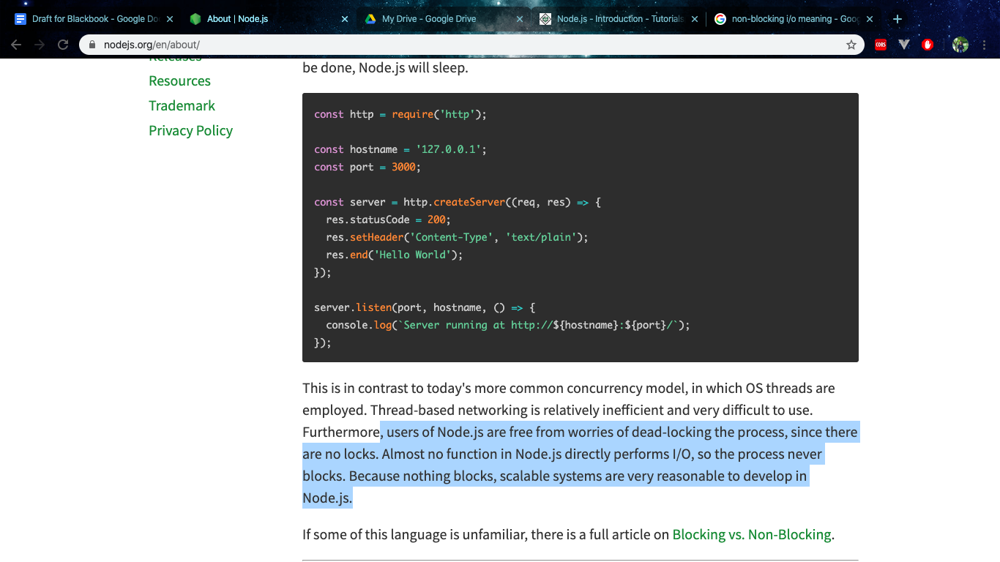 Draft for Blackbook - Google Do
About | Node.js
My Drive - Google Drive
Node.js - Introduction - Tutorials
non-blocking i/o meaning - Goo
nodejs.org/en/about/
CORS
Releases
Resources
Trademark
Privacy Policy
be done, Node.js will sleep.
const http = require('http');
const hostname = '127.0.0.1';
const port = 3000;
const server = http.createServer((req, res) => {
  res.statusCode = 200;
  res.setHeader('Content-Type', 'text/plain');
  res.end('Hello World');
});
server.listen(port, hostname, () => {
  console.log(`Server running at http://${hostname}:${port}/`);
});
This is in contrast to today's more common concurrency model, in which OS threads are
employed. Thread-based networking is relatively inefficient and very difficult to use.
Furthermore, users of Node.js are free from worries of dead-locking the process, since there
are no locks. Almost no function in Node.js directly performs I/O, so the process never
blocks. Because nothing blocks, scalable systems are very reasonable to develop in
Node.js.
If some of this language is unfamiliar, there is a full article on Blocking vs. Non-Blocking.